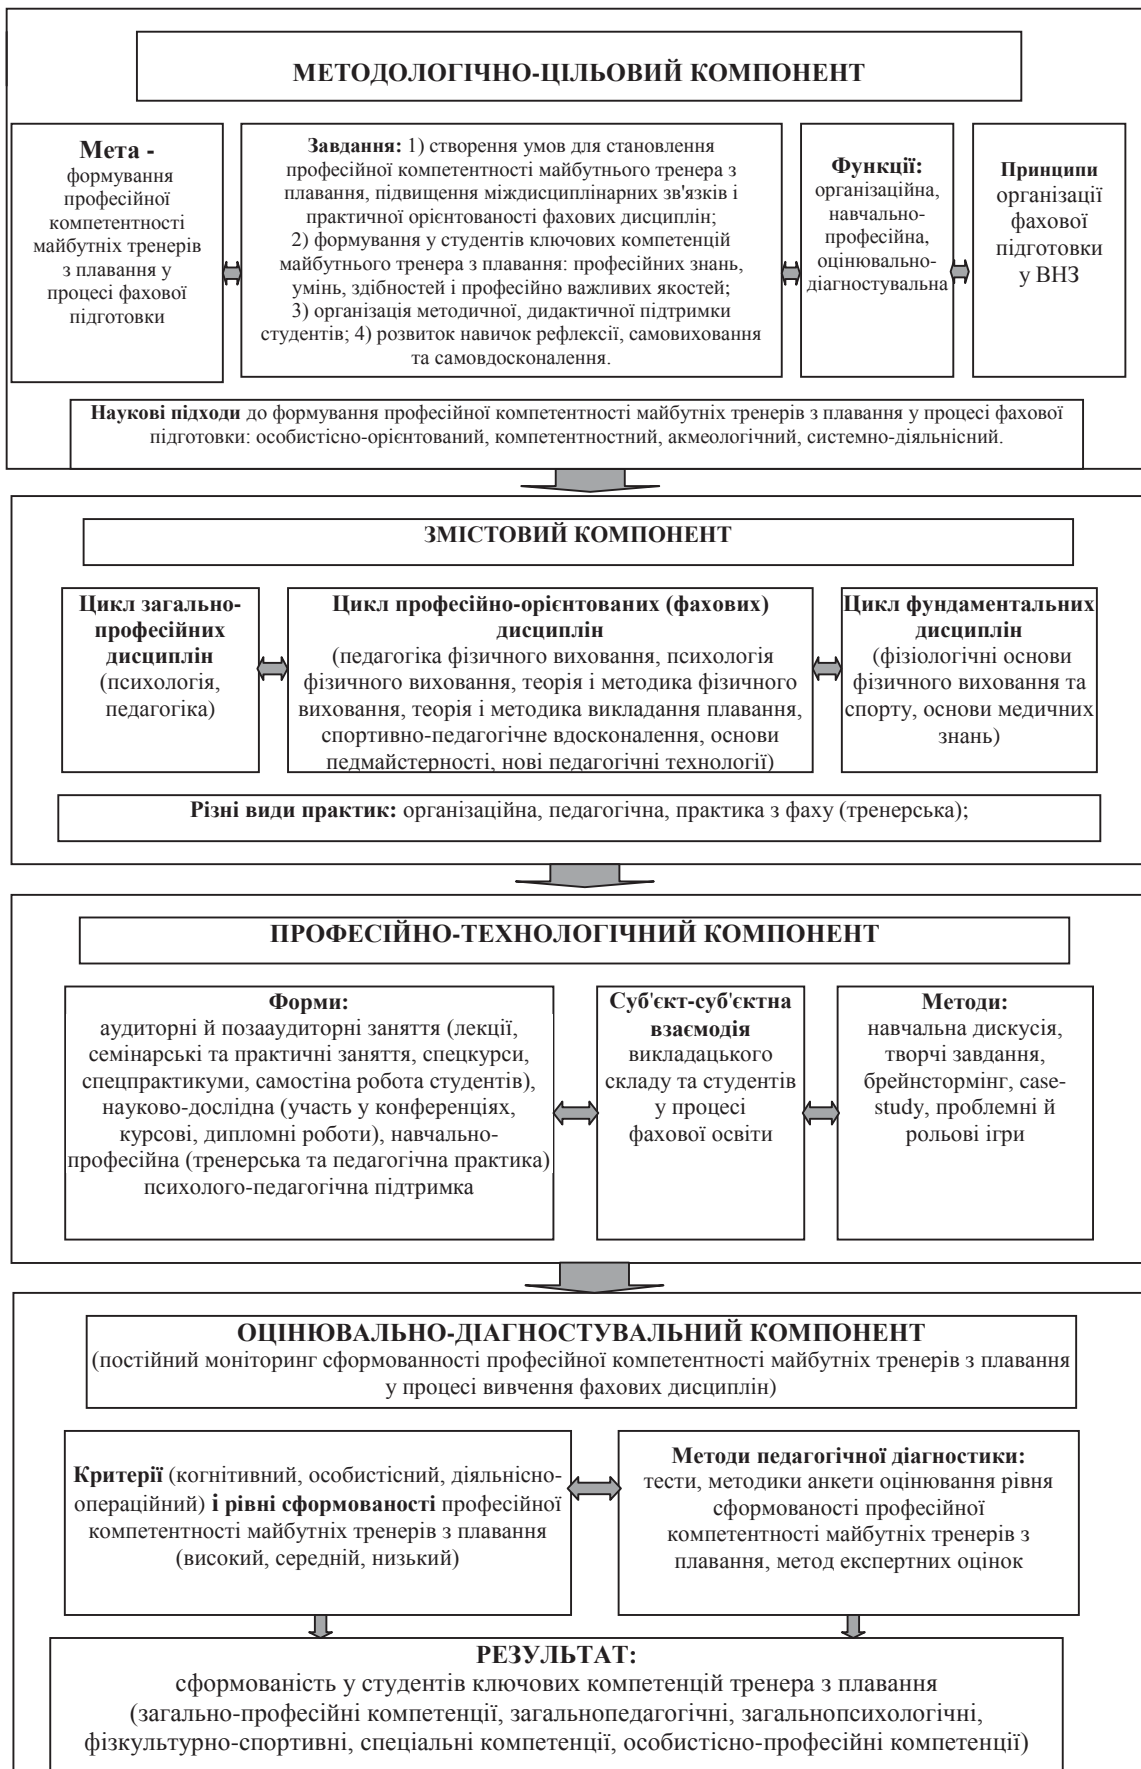 МЕТОДОЛОГІЧНО-ЦІЛЬОВИЙ КОМПОНЕНТ
Мета -
формування
професійної
компетентності
майбутніх тренерів
з плавання у
процесі фахової
підготовки
Завдання: 1) створення умов для становлення
професійної компетентності майбутнього тренера з
плавання, підвищення міждисциплінарних зв'язків і
практичної орієнтованості фахових дисциплін;
2) формування у студентів ключових компетенцій
майбутнього тренера з плавання: професійних знань,
умінь, здібностей і професійно важливих якостей;
3) організація методичної, дидактичної підтримки
студентів; 4) розвиток навичок рефлексії, самовиховання
та самовдосконалення.
Функції:
організаційна,
навчально-
професійна,
оцінювально-
діагностувальна
Принципи
організації
фахової
підготовки
у ВНЗ
Наукові підходи до формування професійної компетентності майбутніх тренерів з плавання у процесі фахової
підготовки: особистісно-орієнтований, компетентностний, акмеологічний, системно-діяльнісний.
ЗМІСТОВИЙ КОМПОНЕНТ
Цикл загально-
професійних
дисциплін
(психологія,
педагогіка)
Цикл професійно-орієнтованих (фахових)
дисциплін
(педагогіка фізичного виховання, психологія
фізичного виховання, теорія і методика фізичного
виховання, теорія і методика викладання плавання,
спортивно-педагогічне вдосконалення, основи
педмайстерності, нові педагогічні технології)
Цикл фундаментальних
дисциплін
(фізіологічні основи
фізичного виховання та
спорту, основи медичних
знань)
Різні види практик: організаційна, педагогічна, практика з фаху (тренерська);
ПРОФЕСІЙНО-ТЕХНОЛОГІЧНИЙ КОМПОНЕНТ
Форми:
аудиторні й позааудиторні заняття (лекції,
семінарські та практичні заняття, спецкурси,
спецпрактикуми, самостіна робота студентів),
науково-дослідна (участь у конференціях,
курсові, дипломні роботи), навчально-
професійна (тренерська та педагогічна практика)
психолого-педагогічна підтримка
Суб'єкт-суб'єктна
взаємодія
викладацького
складу та студентів
у процесі
фахової освіти
Методи:
навчальна дискусія,
творчі завдання,
брейнстормінг, case-
study, проблемні й
рольові ігри
ОЦІНЮВАЛЬНО-ДІАГНОСТУВАЛЬНИЙ КОМПОНЕНТ
(постійний моніторинг сформованності професійної компетентності майбутніх тренерів з плавання
у процесі вивчення фахових дисциплін)
Критерії (когнітивний, особистісний, діяльнісно-
операційний) і рівні сформованості професійної
компетентності майбутніх тренерів з плавання
(високий, середній, низький)
Методи педагогічної діагностики:
тести, методики анкети оцінювання рівня
сформованості професійної
компетентності майбутніх тренерів з
плавання, метод експертних оцінок
РЕЗУЛЬТАТ:
сформованість у студентів ключових компетенцій тренера з плавання
(загально-професійні компетенції, загальнопедагогічні, загальнопсихологічні,
фізкультурно-спортивні, спеціальні компетенції, особистісно-професійні компетенції)